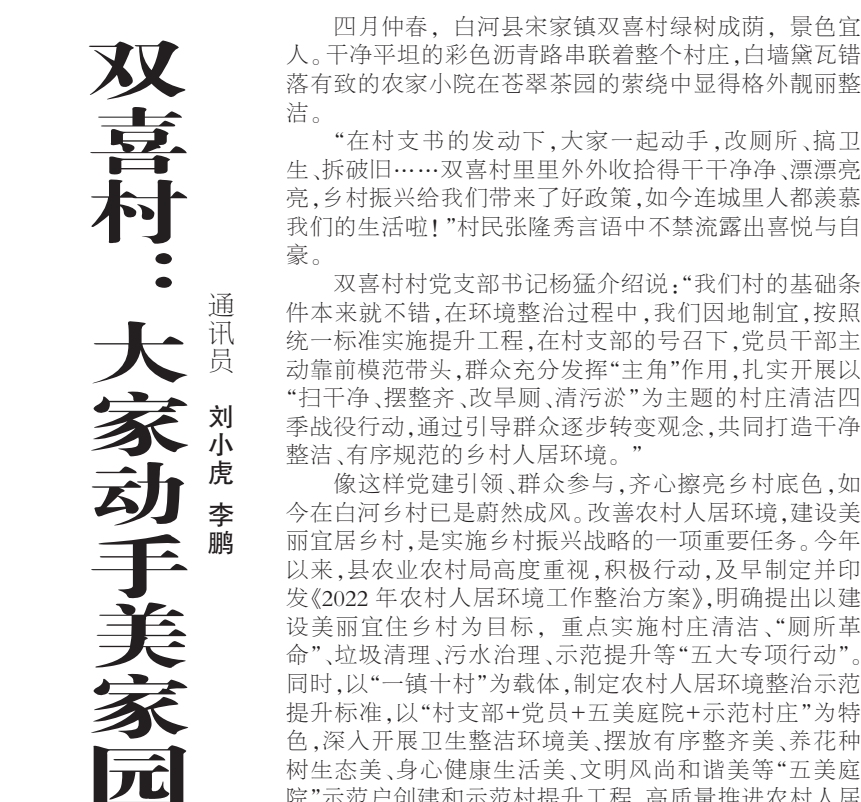 双喜村：大家动手美家园
通讯员 刘小虎 李鹏
四月仲春，白河县宋家镇双喜村绿树成荫，景色宜
人。干净平坦的彩色沥青路串联着整个村庄，白墙黛瓦错
落有致的农家小院在苍翠茶园的萦绕中显得格外靓丽整
洁。
“在村支书的发动下，大家一起动手，改厕所、搞卫
生、拆破旧……双喜村里里外外收拾得干干净净、漂漂亮
亮，乡村振兴给我们带来了好政策，如今连城里人都羡慕
我们的生活啦！”村民张隆秀言语中不禁流露出喜悦与自
豪。
双喜村村党支部书记杨猛介绍说：“我们村的基础条
件本来就不错，在环境整治过程中，我们因地制宜，按照
统一标准实施提升工程，在村支部的号召下，党员干部主
动靠前模范带头，群众充分发挥“主角”作用，扎实开展以
“扫干净、摆整齐、改旱厕、清污淤”为主题的村庄清洁四
季战役行动，通过引导群众逐步转变观念，共同打造干净
整洁、有序规范的乡村人居环境。”
像这样党建引领、群众参与，齐心擦亮乡村底色，如
今在白河乡村已是蔚然成风。改善农村人居环境，建设美
丽宜居乡村，是实施乡村振兴战略的一项重要任务。今年
以来，县农业农村局高度重视，积极行动，及早制定并印
发《2022 年农村人居环境工作整治方案》，明确提出以建
设美丽宜住乡村为目标，重点实施村庄清洁、“厕所革
命”、垃圾清理、污水治理、示范提升等“五大专项行动”。
同时，以“一镇十村”为载体，制定农村人居环境整治示范
提升标准，以“村支部+党员+五美庭院+示范村庄”为特
色，深入开展卫生整洁环境美、摆放有序整齐美、养花种
树生态美、身心健康生活美、文明风尚和谐美等“五美庭
院”示范户创建和示范村提升工程，高质量推进农村人居